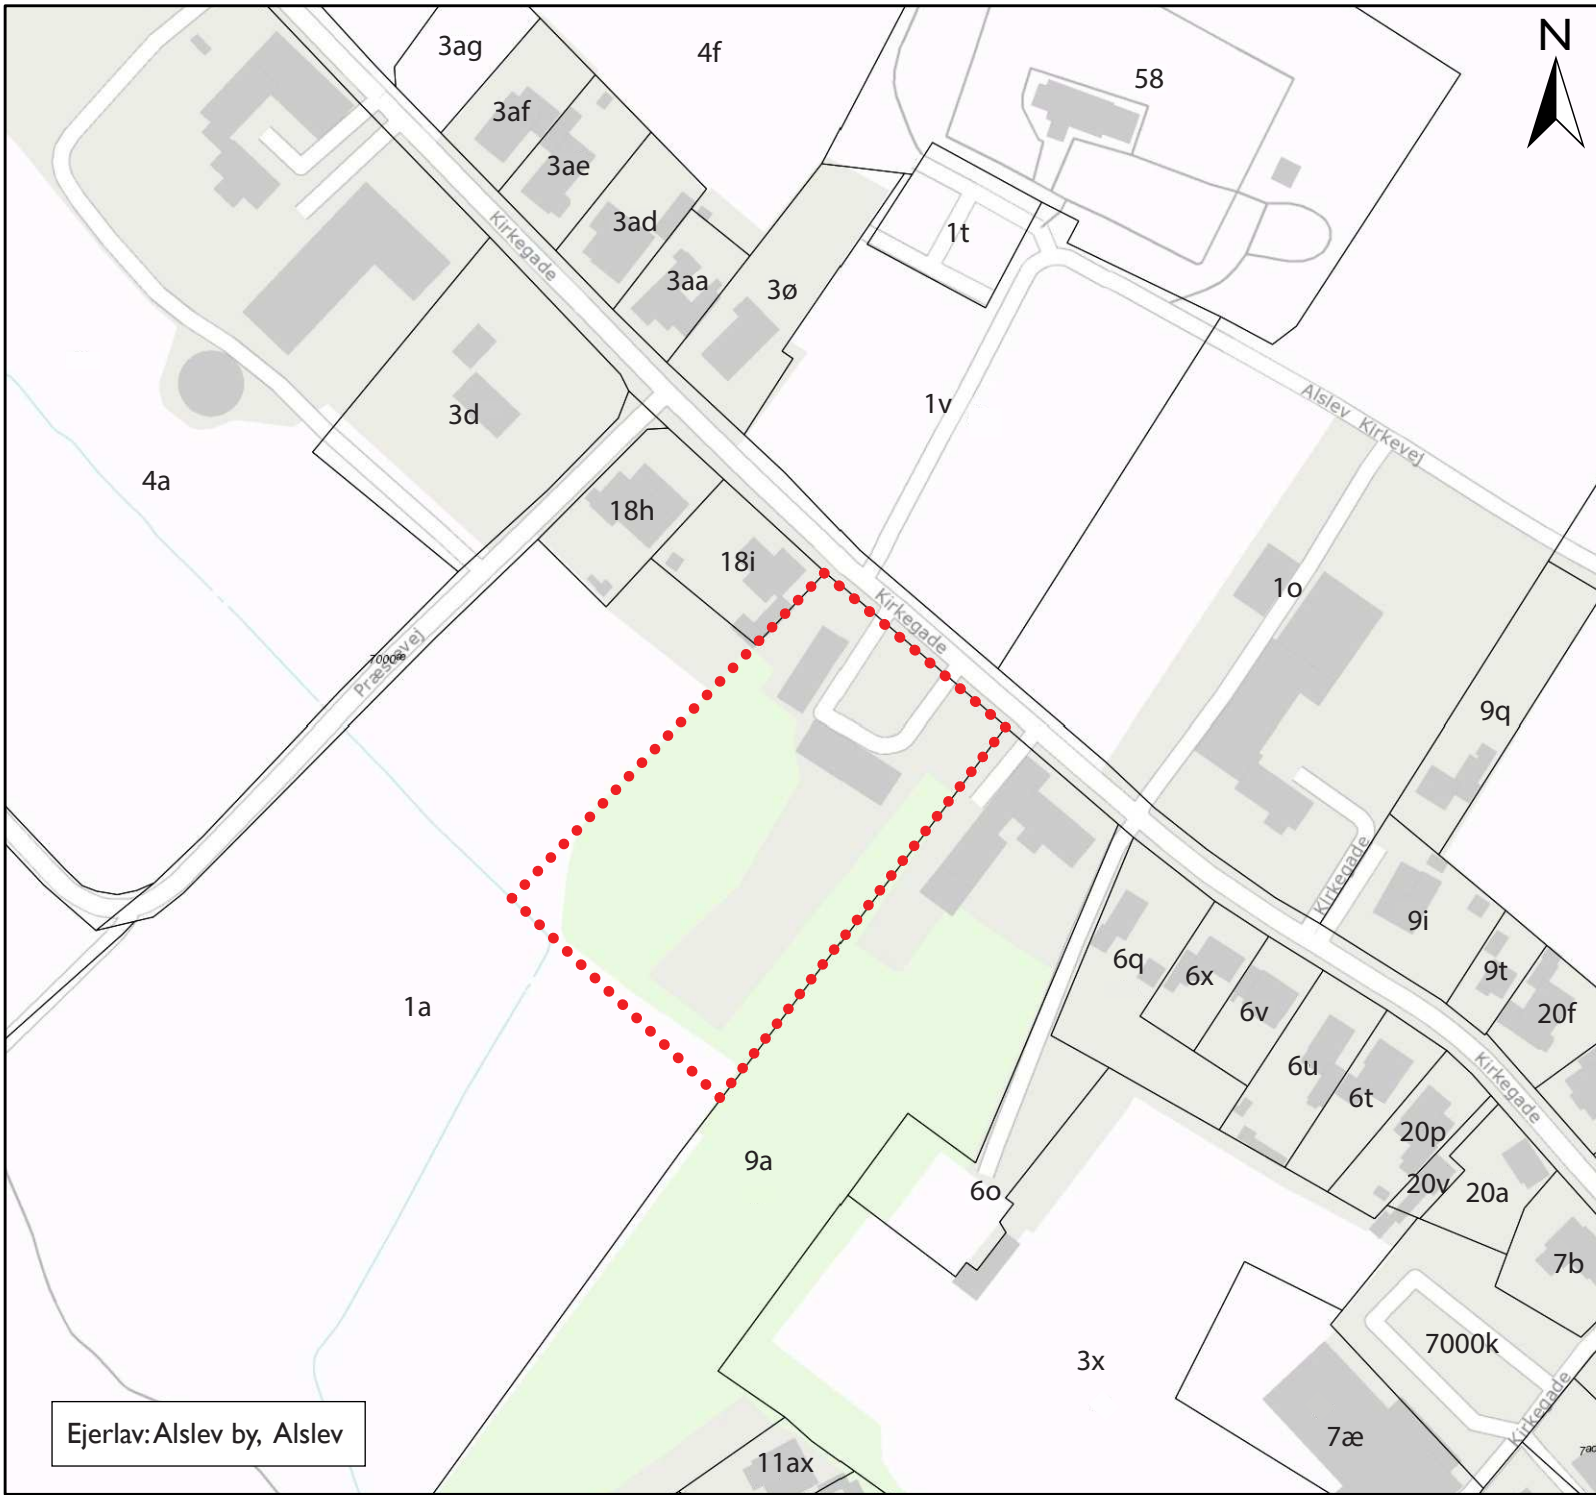 N
3ag
4f
58
3af
3ae
3ad
1t
Kirkegade
3aa
3ø
1v
3d
Alslev Kirkevej
4a
18h
18i
1o
Kirkegade
7000ae
Præstevej
9q
Kirkegade
9i
6q
6x
9t
6v
20f
1a
6u
6t
Kirkegade
20p
9a
20v
20a
6o
7b
7000k
3x
Kirkegade
Ejerlav: Alslev by, Alslev
7æ
11ax